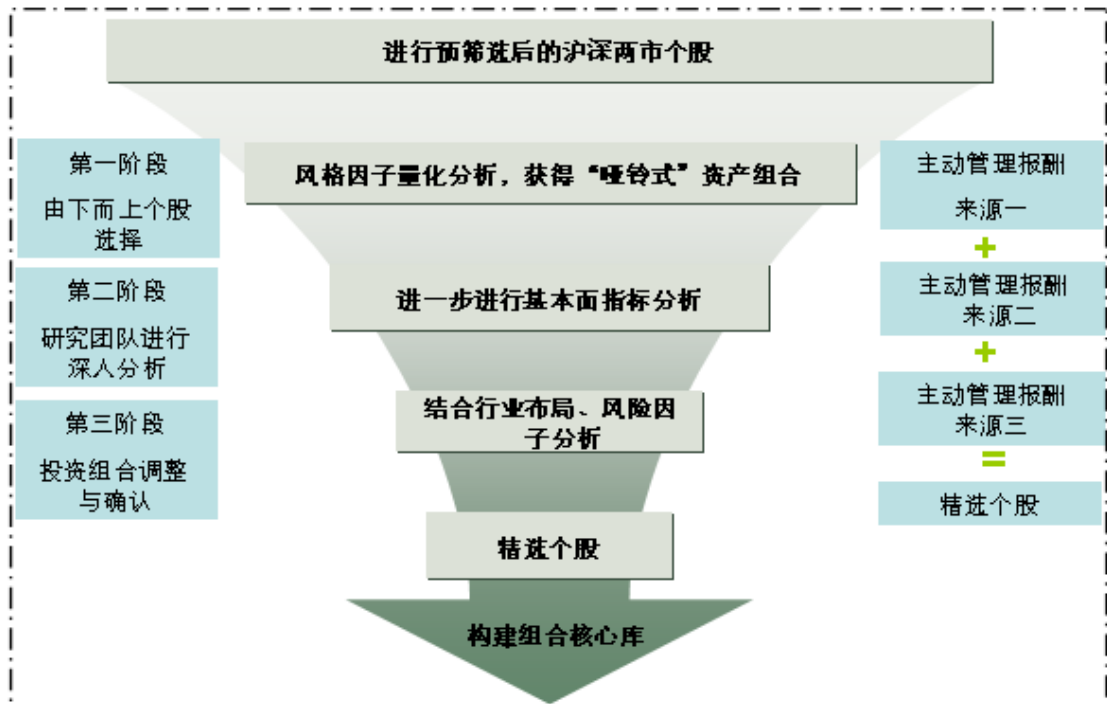 进行预筛选后的沪深两市个股
第一阶段
由下而上个股
选择
风格因子量化分析，获得“哑铃式”资产组合
主动管理报酬
来源一
+
第二阶段
研究团队进行
深入分析
进一步进行基本面指标分析
主动管理报酬
来源二
+
第三阶段
投资组合调整
与确认
结合行业布局、风险因
子分析
主动管理报酬
来源三
=
精选个股
精选个股
构建组合核心库